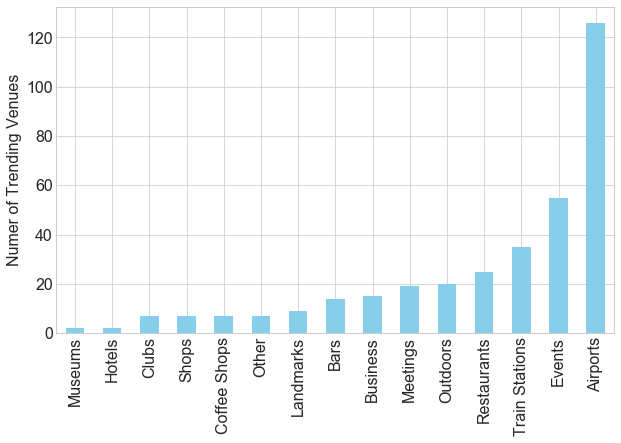 Numer of Trending Venues
120
100
80
60
40
20
0
Museums
Hotels
Clubs
Shops
Coffee Shops
Other
Landmarks
Bars
Business
Meetings
Outdoors
Restaurants
Train Stations
Events
Airports